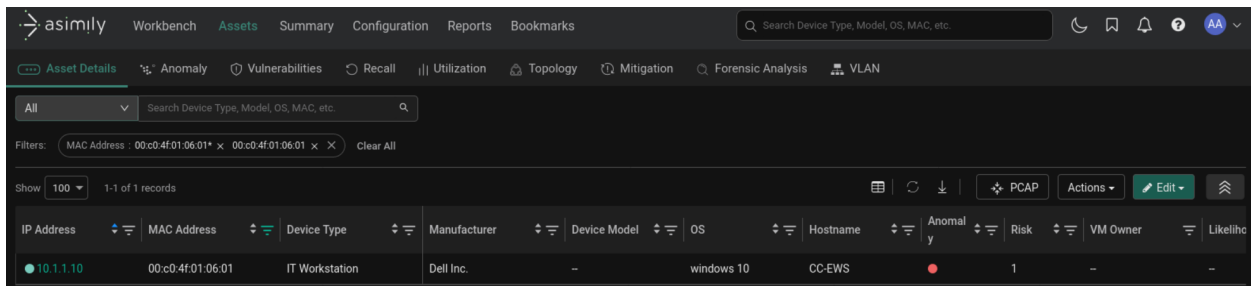 asimily Workbench Assets Summary Configuration Reports Bookmarks Search Device Type, Model, OS, MAC, etc. AA
Asset Details Anomaly Vulnerabilities Recall Utilization Topology Mitigation Forensic Analysis VLAN
All Search Device Type, Model, OS, MAC, etc.
Filters: MAC Address : 00:c0:4f:01:06:01* × 00:c0:4f:01:06:01 × × Clear All
Show 100 1-1 of 1 records PCAP Actions Edit
IP Address MAC Address Device Type Manufacturer Device Model OS Hostname Anomaly Risk VM Owner Likeliho
10.1.1.10 00:c0:4f:01:06:01 IT Workstation Dell Inc. -- windows 10 CC-EWS 1 -- --